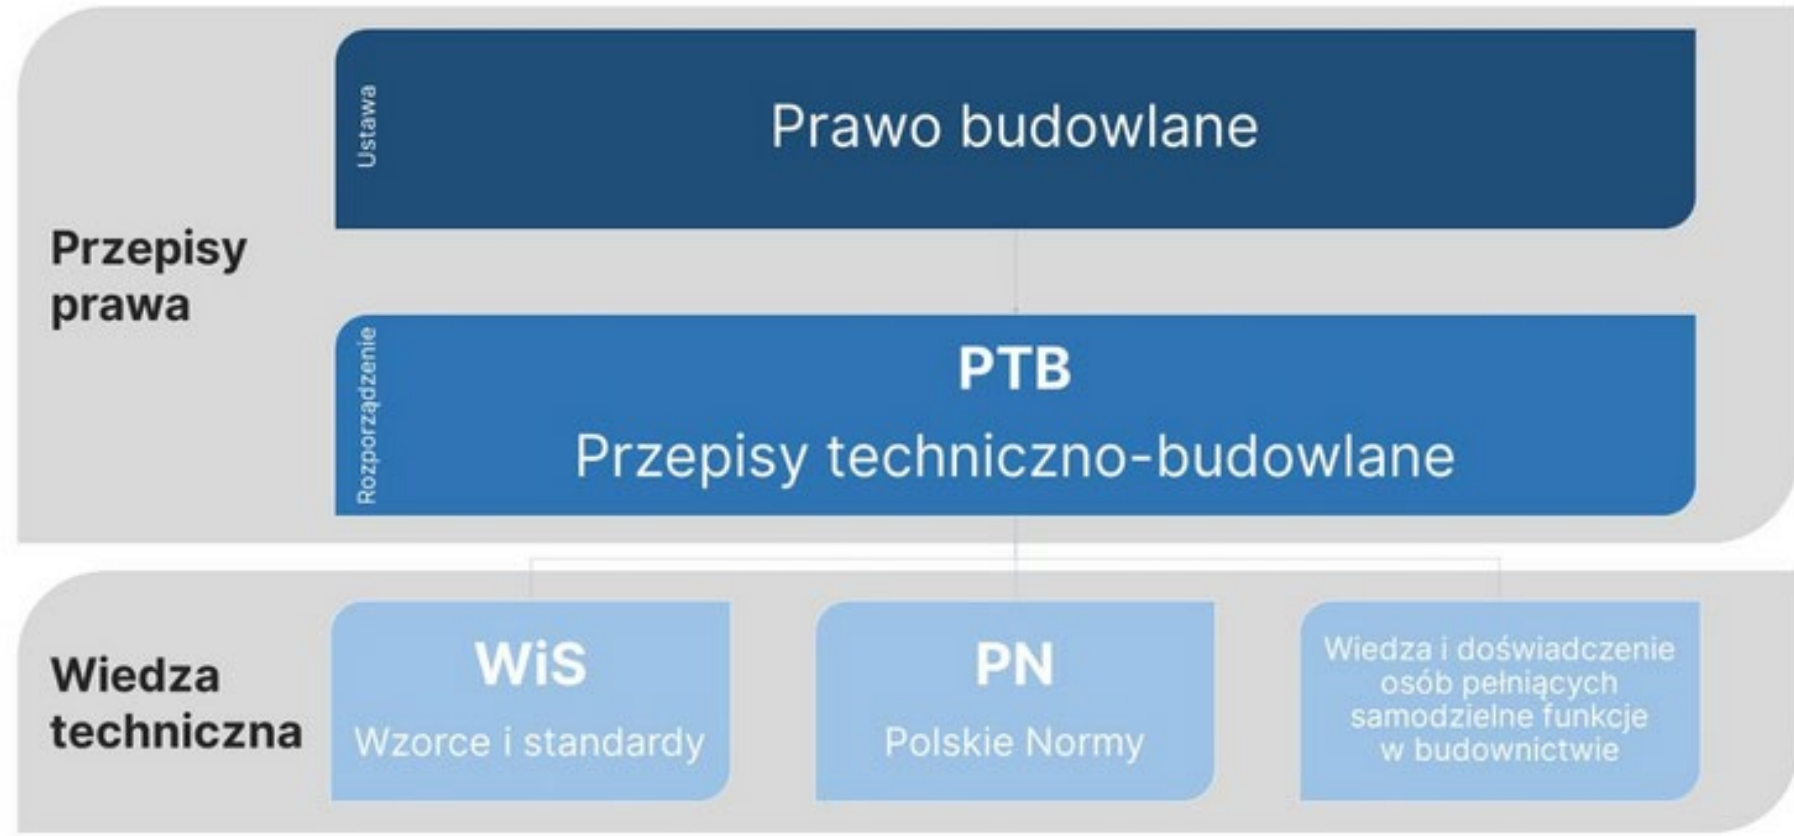 Ustawa
Prawo budowlane
Przepisy
prawa
Rozporządzenie
PTB
Przepisy techniczno-budowlane
Wiedza
techniczna
WiS
Wzorce i standardy
PN
Polskie Normy
Wiedza i doświadczenie
osób pełniących
samodzielne funkcje
w budownictwie